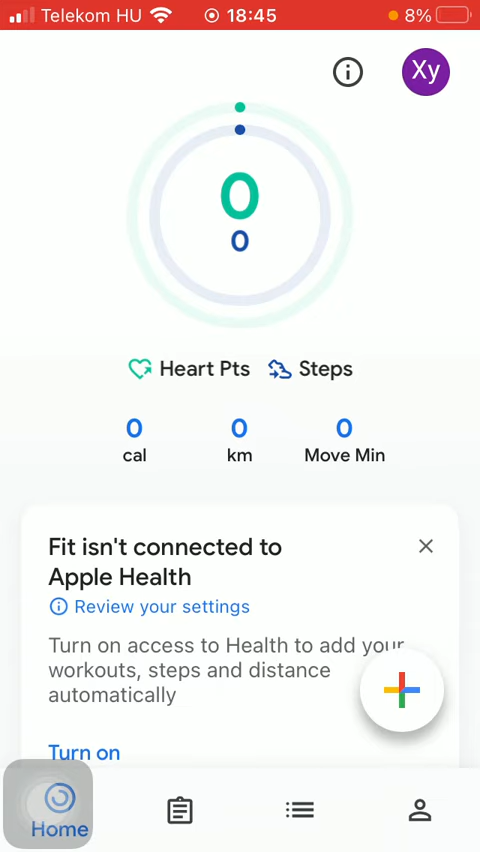 Telekom HU 18:45 8%
Xy
0
0
Heart Pts Steps
0 0 0
cal km Move Min
Fit isn't connected to
Apple Health
Review your settings
Turn on access to Health to add your
workouts, steps and distance
automatically
Turn on
Home